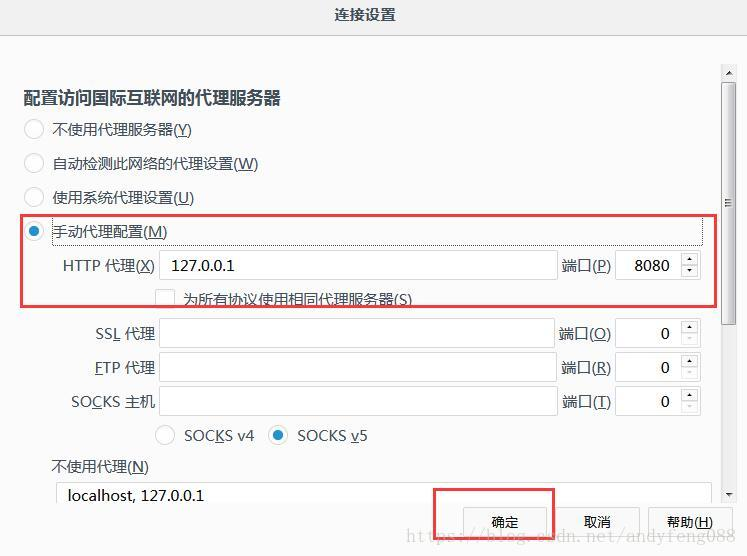 连接设置
配置访问国际互联网的代理服务器
不使用代理服务器(Y)
自动检测此网络的代理设置(W)
使用系统代理设置(U)
手动代理配置(M)
HTTP 代理(X) 127.0.0.1 端口(P) 8080
为所有协议使用相同代理服务器(S)
SSL 代理 端口(O) 0
FTP 代理 端口(R) 0
SOCKS 主机 端口(T) 0
SOCKS v4 SOCKS v5
不使用代理(N)
localhost, 127.0.0.1
确定 取消 帮助(H)
https://blog.csdn.net/andyfeng088